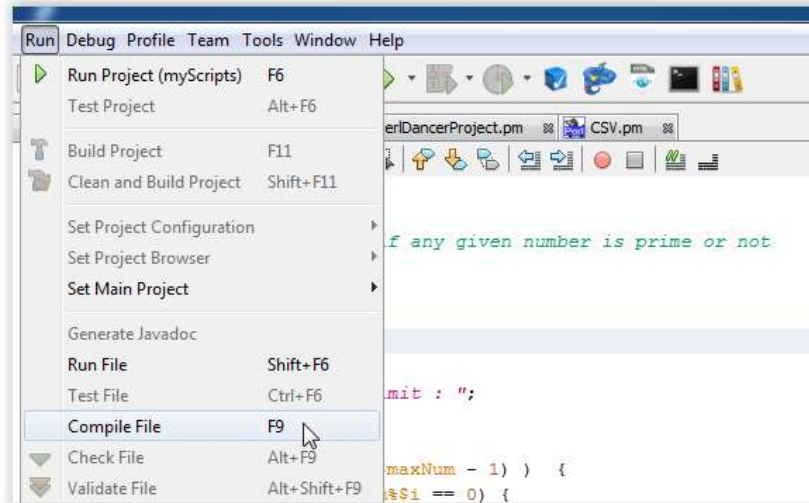 Run Debug Profile Team Tools Window Help
Run Project (myScripts) F6
Test Project Alt+F6
erlDancerProject.pm CSV.pm
Build Project F11
Clean and Build Project Shift+F11
Set Project Configuration
f any given number is prime or not
Set Project Browser
Set Main Project
Generate Javadoc
Run File Shift+F6
Test File Ctrl+F6
mit : ";
Compile File F9
Check File Alt+F9
maxNum - 1) ) {
Validate File Alt+Shift+F9
%$i == 0) {